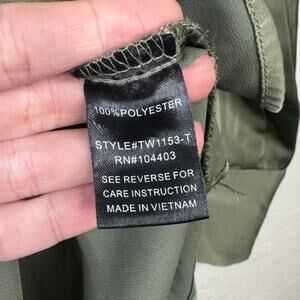 100%POLYESTER
STYLE#TW1153-T
RN#104403
SEE REVERSE FOR
CARE INSTRUCTION
MADE IN VIETNAM